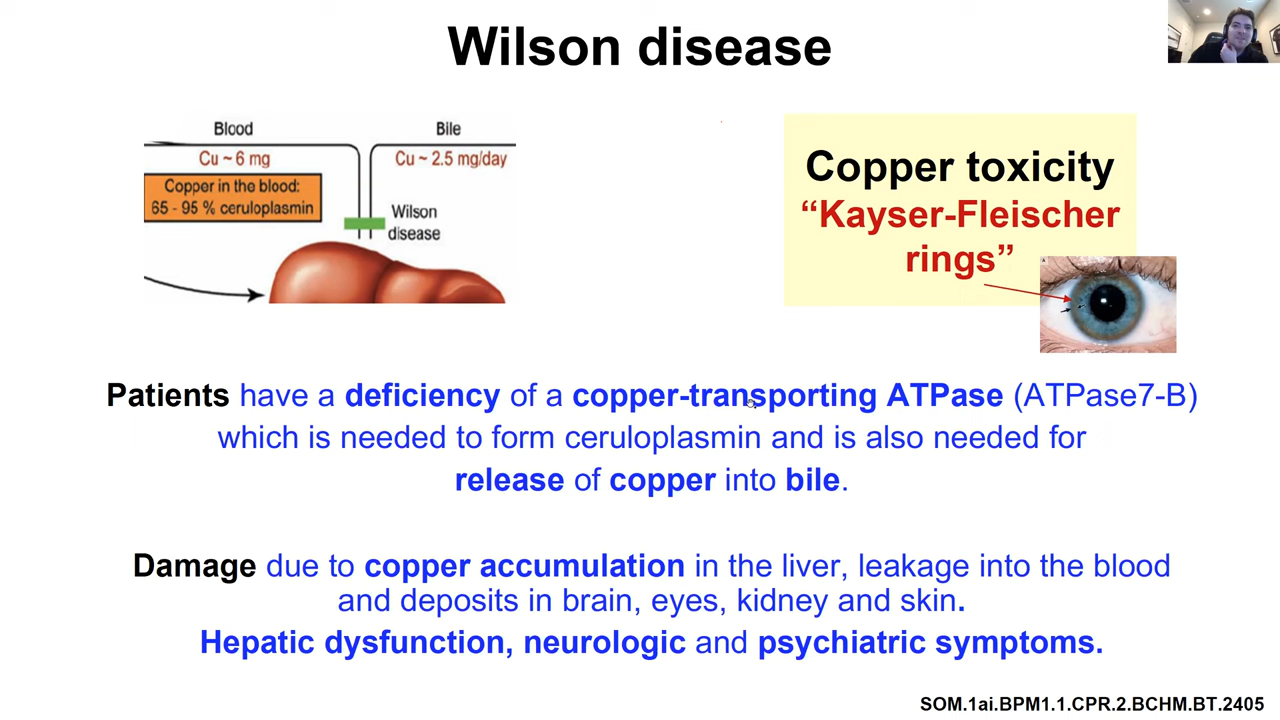 Wilson disease
Blood
Bile
Cu ~ 6 mg
Cu ~ 2.5 mg/day
Copper in the blood:
65 - 95 % ceruloplasmin
Wilson
disease
Copper toxicity
“Kayser-Fleischer
rings”
A
Patients have a deficiency of a copper-transporting ATPase (ATPase7-B)
which is needed to form ceruloplasmin and is also needed for
release of copper into bile.
Damage due to copper accumulation in the liver, leakage into the blood
and deposits in brain, eyes, kidney and skin.
Hepatic dysfunction, neurologic and psychiatric symptoms.
SOM.1ai.BPM1.1.CPR.2.BCHM.BT.2405